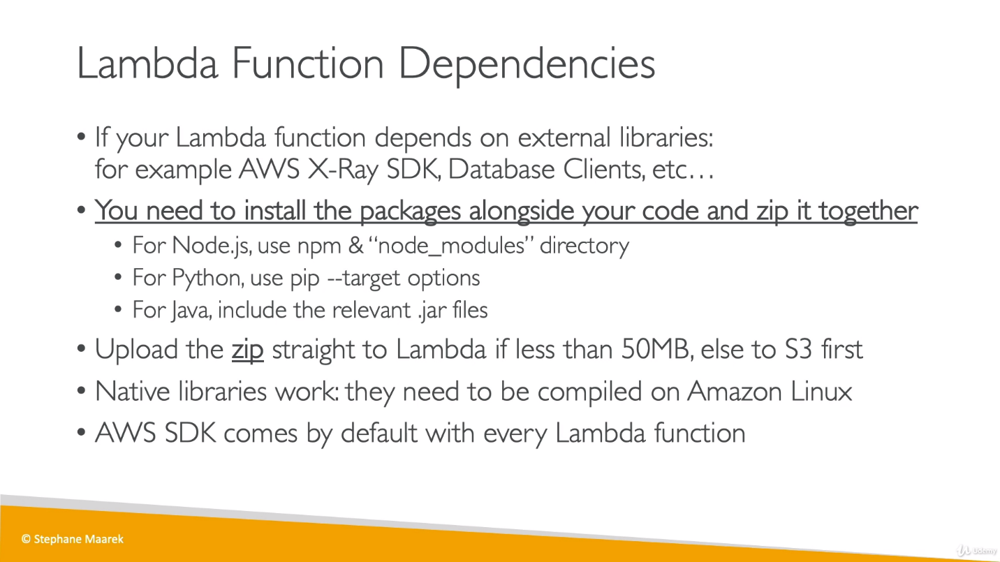 Lambda Function Dependencies
• If your Lambda function depends on external libraries:
for example AWS X-Ray SDK, Database Clients, etc…
• You need to install the packages alongside your code and zip it together
• For Node.js, use npm & “node_modules” directory
• For Python, use pip --target options
• For Java, include the relevant .jar files
• Upload the zip straight to Lambda if less than 50MB, else to S3 first
• Native libraries work: they need to be compiled on Amazon Linux
• AWS SDK comes by default with every Lambda function
© Stephane Maarek
Udemy